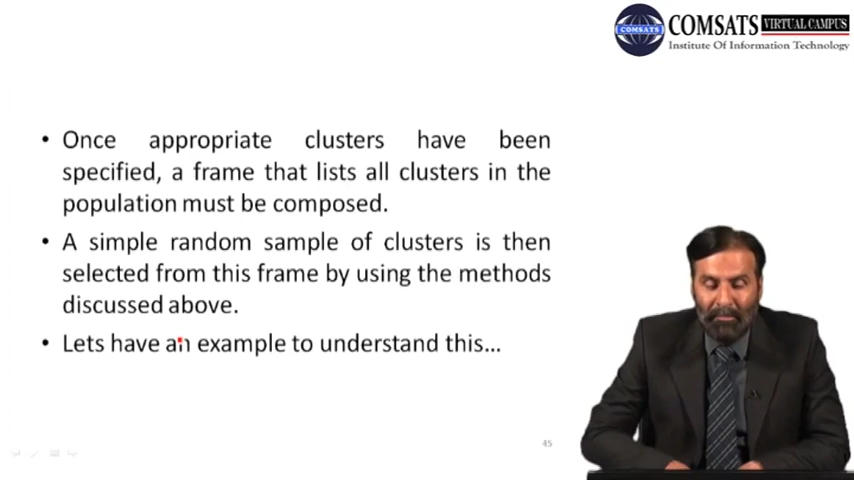 COMSATS VIRTUAL CAMPUS
COMSATS
Institute Of Information Technology
• Once appropriate clusters have been
specified, a frame that lists all clusters in the
population must be composed.
• A simple random sample of clusters is then
selected from this frame by using the methods
discussed above.
• Lets have an example to understand this...
45